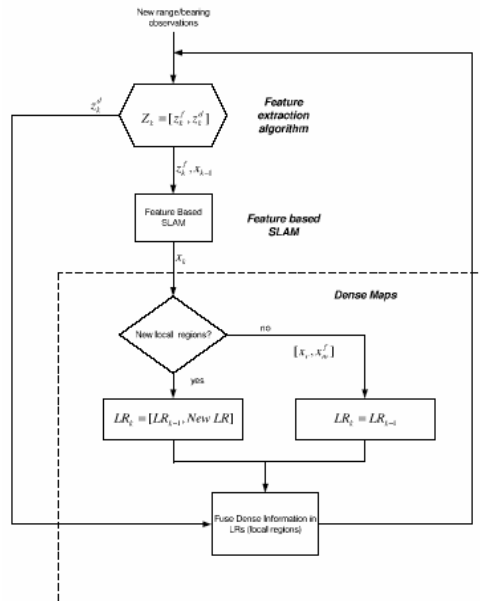 New range/bearing
observations
z_k^d
Z_k = [z_k^f, z_k^d]
Feature
extraction
algorithm
z_k^f, x_{k-1}
Feature Based
SLAM
Feature based
SLAM
x_k
Dense Maps
New local regions?
no
[x_v, x_m^f]
yes
LR_k = [LR_{k-1}, New LR]
LR_k = LR_{k-1}
Fuse Dense Information in
LRs (local regions)